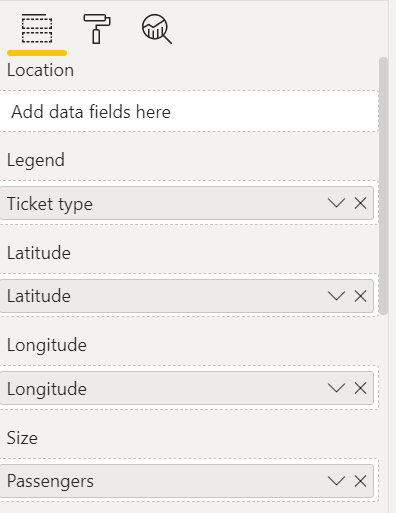 Location
Add data fields here
Legend
Ticket type
Latitude
Latitude
Longitude
Longitude
Size
Passengers